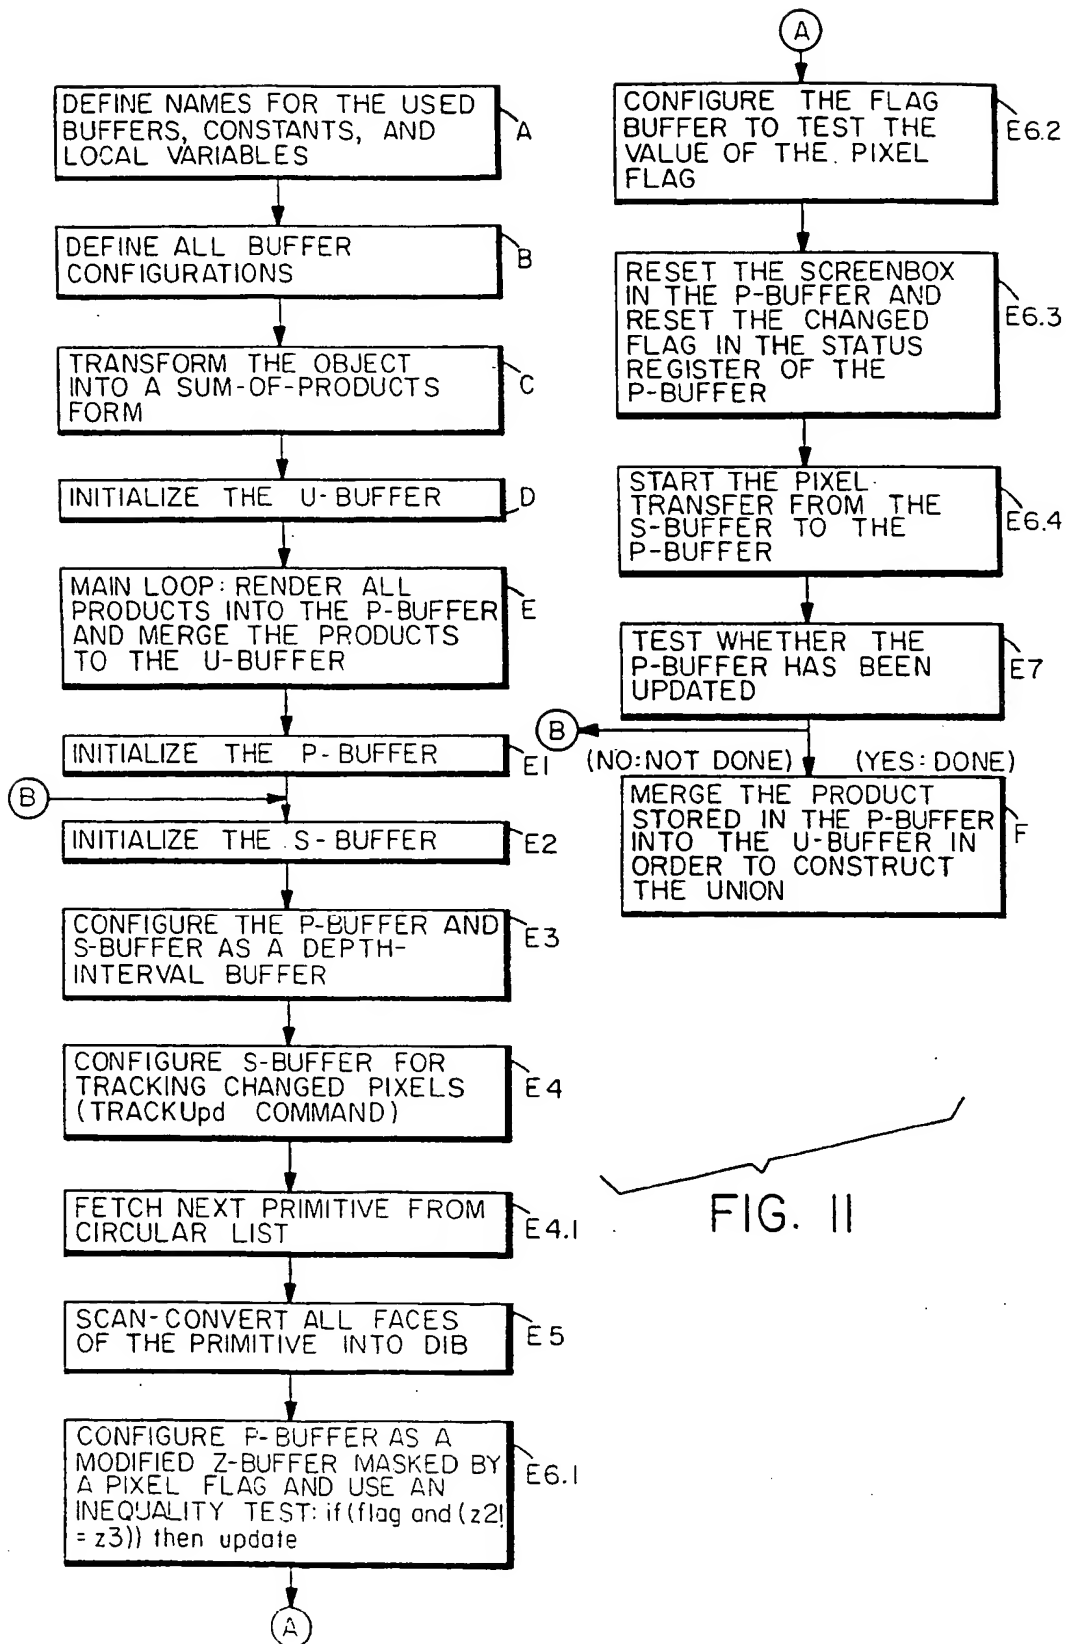 DEFINE NAMES FOR THE USED
BUFFERS, CONSTANTS, AND
LOCAL VARIABLES
A
DEFINE ALL BUFFER
CONFIGURATIONS
B
TRANSFORM THE OBJECT
INTO A SUM-OF-PRODUCTS
FORM
C
INITIALIZE THE U-BUFFER
D
MAIN LOOP: RENDER ALL
PRODUCTS INTO THE P-BUFFER
AND MERGE THE PRODUCTS
TO THE U-BUFFER
E
INITIALIZE THE P-BUFFER
E1
B
INITIALIZE THE S-BUFFER
E2
CONFIGURE THE P-BUFFER AND
S-BUFFER AS A DEPTH-
INTERVAL BUFFER
E3
CONFIGURE S-BUFFER FOR
TRACKING CHANGED PIXELS
(TRACKUpd COMMAND)
E4
FETCH NEXT PRIMITIVE FROM
CIRCULAR LIST
E4.1
SCAN-CONVERT ALL FACES
OF THE PRIMITIVE INTO DIB
E5
CONFIGURE P-BUFFER AS A
MODIFIED Z-BUFFER MASKED BY
A PIXEL FLAG AND USE AN
INEQUALITY TEST: if (flag and (z2!
= z3)) then update
E6.1
A
A
CONFIGURE THE FLAG
BUFFER TO TEST THE
VALUE OF THE PIXEL
FLAG
E6.2
RESET THE SCREENBOX
IN THE P-BUFFER AND
RESET THE CHANGED
FLAG IN THE STATUS
REGISTER OF THE
P-BUFFER
E6.3
START THE PIXEL
TRANSFER FROM THE
S-BUFFER TO THE
P-BUFFER
E6.4
TEST WHETHER THE
P-BUFFER HAS BEEN
UPDATED
E7
B
(NO: NOT DONE) (YES: DONE)
MERGE THE PRODUCT
STORED IN THE P-BUFFER
INTO THE U-BUFFER IN
ORDER TO CONSTRUCT
THE UNION
F
FIG. 11